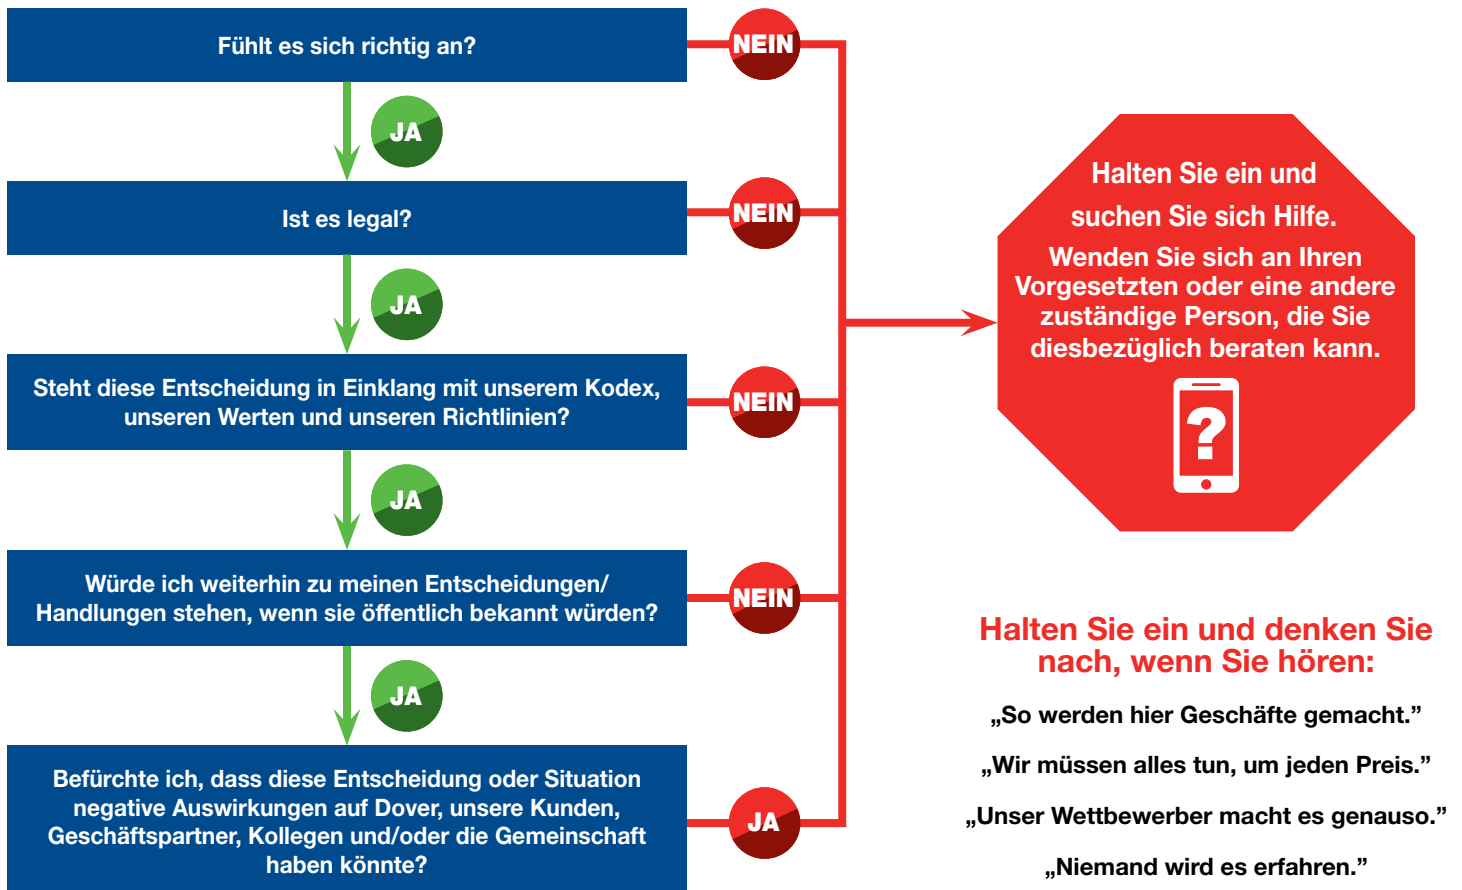 Fühlt es sich richtig an?
NEIN
JA
Ist es legal?
NEIN
JA
Steht diese Entscheidung in Einklang mit unserem Kodex,
unseren Werten und unseren Richtlinien?
NEIN
JA
Würde ich weiterhin zu meinen Entscheidungen/
Handlungen stehen, wenn sie öffentlich bekannt würden?
NEIN
JA
Befürchte ich, dass diese Entscheidung oder Situation
negative Auswirkungen auf Dover, unsere Kunden,
Geschäftspartner, Kollegen und/oder die Gemeinschaft
haben könnte?
JA
Halten Sie ein und
suchen Sie sich Hilfe.
Wenden Sie sich an Ihren
Vorgesetzten oder eine andere
zuständige Person, die Sie
diesbezüglich beraten kann.
?
Halten Sie ein und denken Sie
nach, wenn Sie hören:
„So werden hier Geschäfte gemacht.”
„Wir müssen alles tun, um jeden Preis.”
„Unser Wettbewerber macht es genauso.”
„Niemand wird es erfahren.”